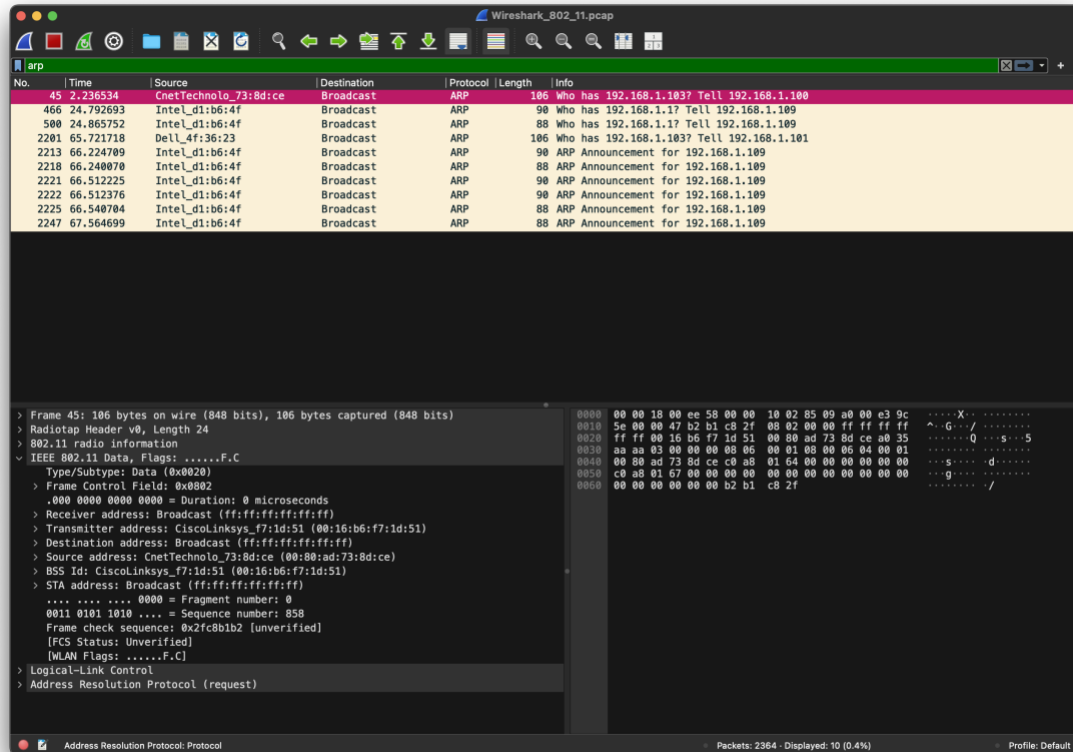 Wireshark_802_11.pcap
arp
No. Time Source Destination Protocol Length Info
45 2.236534 CnetTechnolo_73:8d:ce Broadcast ARP 106 Who has 192.168.1.103? Tell 192.168.1.100
466 24.792693 Intel_d1:b6:4f Broadcast ARP 90 Who has 192.168.1.1? Tell 192.168.1.109
500 24.865752 Intel_d1:b6:4f Broadcast ARP 88 Who has 192.168.1.1? Tell 192.168.1.109
2201 65.721718 Dell_4f:36:23 Broadcast ARP 106 Who has 192.168.1.103? Tell 192.168.1.101
2213 66.224709 Intel_d1:b6:4f Broadcast ARP 90 ARP Announcement for 192.168.1.109
2218 66.240070 Intel_d1:b6:4f Broadcast ARP 88 ARP Announcement for 192.168.1.109
2221 66.512225 Intel_d1:b6:4f Broadcast ARP 90 ARP Announcement for 192.168.1.109
2222 66.512376 Intel_d1:b6:4f Broadcast ARP 90 ARP Announcement for 192.168.1.109
2225 66.540704 Intel_d1:b6:4f Broadcast ARP 88 ARP Announcement for 192.168.1.109
2247 67.564699 Intel_d1:b6:4f Broadcast ARP 88 ARP Announcement for 192.168.1.109
Frame 45: 106 bytes on wire (848 bits), 106 bytes captured (848 bits)
Radiotap Header v0, Length 24
802.11 radio information
IEEE 802.11 Data, Flags: ......F.C
Type/Subtype: Data (0x0020)
Frame Control Field: 0x0802
.000 0000 0000 0000 = Duration: 0 microseconds
Receiver address: Broadcast (ff:ff:ff:ff:ff:ff)
Transmitter address: CiscoLinksys_f7:1d:51 (00:16:b6:f7:1d:51)
Destination address: Broadcast (ff:ff:ff:ff:ff:ff)
Source address: CnetTechnolo_73:8d:ce (00:80:ad:73:8d:ce)
BSS Id: CiscoLinksys_f7:1d:51 (00:16:b6:f7:1d:51)
STA address: Broadcast (ff:ff:ff:ff:ff:ff)
.... .... .... 0000 = Fragment number: 0
0011 0101 1010 .... = Sequence number: 858
Frame check sequence: 0x2fc8b1b2 [unverified]
[FCS Status: Unverified]
[WLAN Flags: ......F.C]
Logical-Link Control
Address Resolution Protocol (request)
0000 00 00 18 00 ee 58 00 00 10 02 85 09 a0 00 e3 9c ·····X·· ········
0010 5e 00 00 47 b2 b1 c8 2f 08 02 00 00 ff ff ff ff ^··G···/ ········
0020 ff ff 00 16 b6 f7 1d 51 00 80 ad 73 8d ce a0 35 ·······Q ···s···5
0030 aa aa 03 00 00 00 08 06 00 01 08 00 06 04 00 01 ········ ········
0040 00 80 ad 73 8d ce c0 a8 01 64 00 00 00 00 00 00 ···s···· ·d······
0050 c0 a8 01 67 00 00 00 00 00 00 00 00 00 00 00 00 ···g···· ········
0060 00 00 00 00 00 00 b2 b1 c8 2f ········ ·/
Address Resolution Protocol: Protocol
Packets: 2364 · Displayed: 10 (0.4%)
Profile: Default